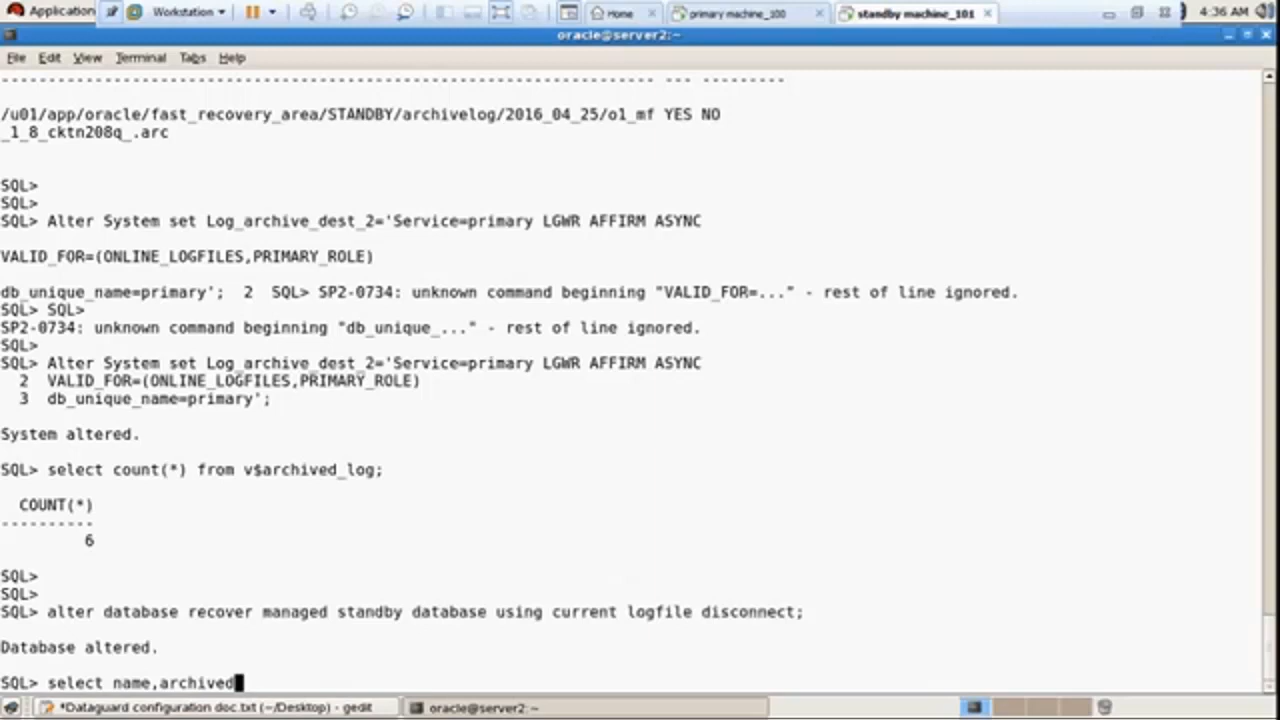 Application Workstation Home primary machine_100 standby machine_101 4:36 AM
oracle@server2:~
File Edit View Terminal Tabs Help
---------------------------------------------------------------------- --- ---------
/u01/app/oracle/fast_recovery_area/STANDBY/archivelog/2016_04_25/o1_mf YES NO
_1_8_cktn208q_.arc
SQL>
SQL>
SQL> Alter System set Log_archive_dest_2='Service=primary LGWR AFFIRM ASYNC
VALID_FOR=(ONLINE_LOGFILES,PRIMARY_ROLE)
db_unique_name=primary';  2  SQL> SP2-0734: unknown command beginning "VALID_FOR=..." - rest of line ignored.
SQL> SQL>
SP2-0734: unknown command beginning "db_unique_..." - rest of line ignored.
SQL>
SQL> Alter System set Log_archive_dest_2='Service=primary LGWR AFFIRM ASYNC
  2  VALID_FOR=(ONLINE_LOGFILES,PRIMARY_ROLE)
  3  db_unique_name=primary';
System altered.
SQL> select count(*) from v$archived_log;
  COUNT(*)
----------
         6
SQL>
SQL>
SQL> alter database recover managed standby database using current logfile disconnect;
Database altered.
SQL> select name,archived
*Dataguard configuration doc.txt (~/Desktop) - gedit oracle@server2:~